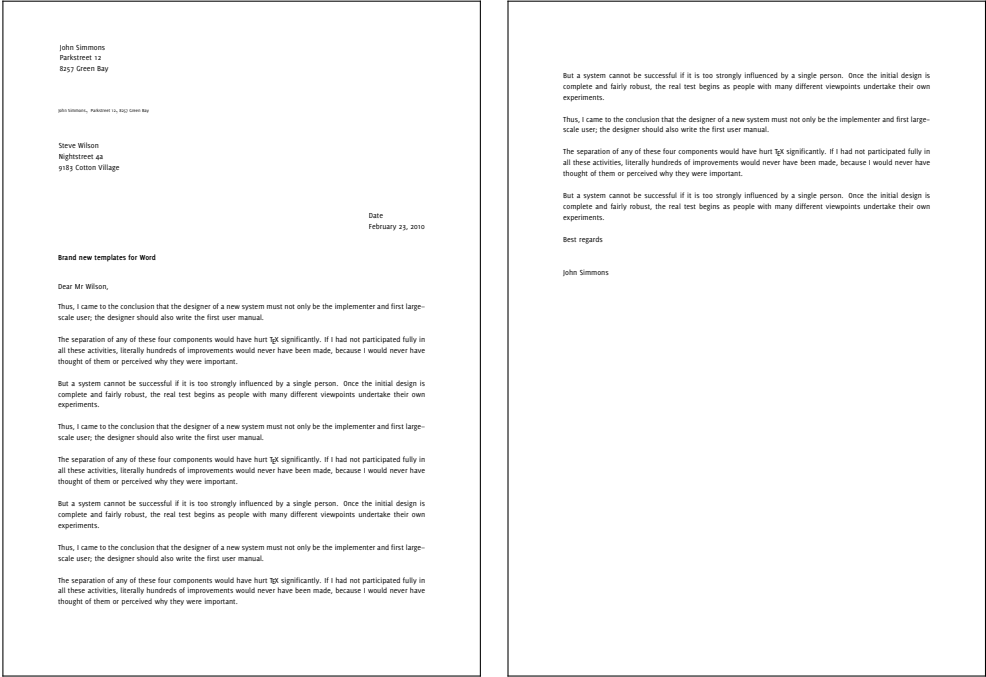 John Simmons
Parkstreet 12
8257 Green Bay
John Simmons, Parkstreet 12, 8257 Green Bay
Steve Wilson
Nightstreet 4a
9183 Cotton Village
Date
February 23, 2010
Brand new templates for Word
Dear Mr Wilson,
Thus, I came to the conclusion that the designer of a new system must not only be the implementer and first large-
scale user; the designer should also write the first user manual.
The separation of any of these four components would have hurt TEX significantly. If I had not participated fully in
all these activities, literally hundreds of improvements would never have been made, because I would never have
thought of them or perceived why they were important.
But a system cannot be successful if it is too strongly influenced by a single person. Once the initial design is
complete and fairly robust, the real test begins as people with many different viewpoints undertake their own
experiments.
Thus, I came to the conclusion that the designer of a new system must not only be the implementer and first large-
scale user; the designer should also write the first user manual.
The separation of any of these four components would have hurt TEX significantly. If I had not participated fully in
all these activities, literally hundreds of improvements would never have been made, because I would never have
thought of them or perceived why they were important.
But a system cannot be successful if it is too strongly influenced by a single person. Once the initial design is
complete and fairly robust, the real test begins as people with many different viewpoints undertake their own
experiments.
Thus, I came to the conclusion that the designer of a new system must not only be the implementer and first large-
scale user; the designer should also write the first user manual.
The separation of any of these four components would have hurt TEX significantly. If I had not participated fully in
all these activities, literally hundreds of improvements would never have been made, because I would never have
thought of them or perceived why they were important.
But a system cannot be successful if it is too strongly influenced by a single person. Once the initial design is
complete and fairly robust, the real test begins as people with many different viewpoints undertake their own
experiments.
Thus, I came to the conclusion that the designer of a new system must not only be the implementer and first large-
scale user; the designer should also write the first user manual.
The separation of any of these four components would have hurt TEX significantly. If I had not participated fully in
all these activities, literally hundreds of improvements would never have been made, because I would never have
thought of them or perceived why they were important.
But a system cannot be successful if it is too strongly influenced by a single person. Once the initial design is
complete and fairly robust, the real test begins as people with many different viewpoints undertake their own
experiments.
Best regards
John Simmons